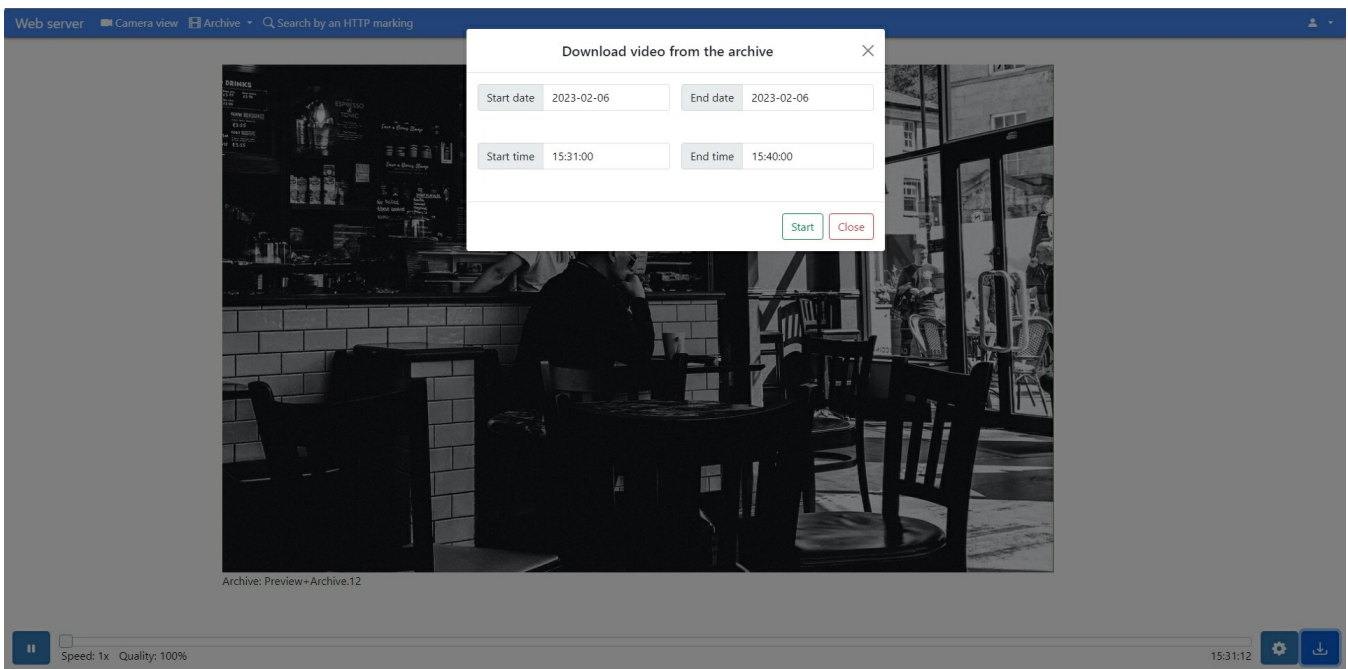 Web server Camera view Archive Search by an HTTP marking
Download video from the archive
Start date 2023-02-06 End date 2023-02-06
Start time 15:31:00 End time 15:40:00
Start Close
DRINKS
ESPRESSO
TONIC
Archive: Preview+Archive.12
Speed: 1x Quality: 100% 15:31:12